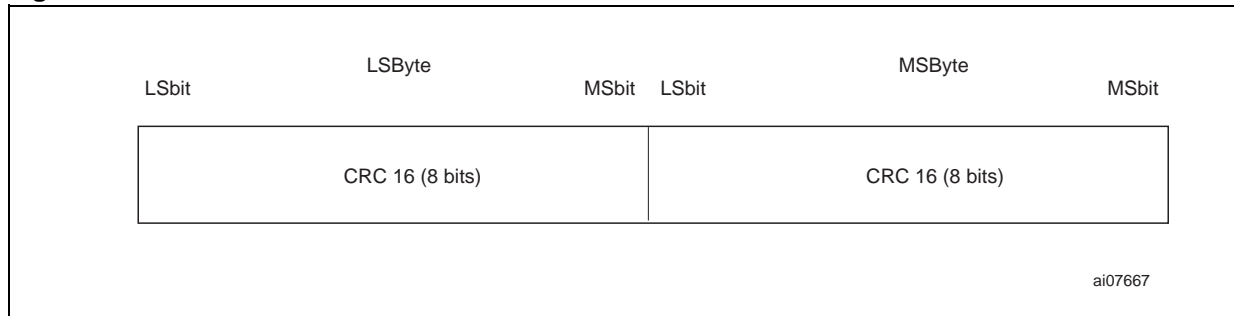 LSByte MSByte
LSbit MSbit LSbit MSbit
CRC 16 (8 bits) CRC 16 (8 bits)
ai07667